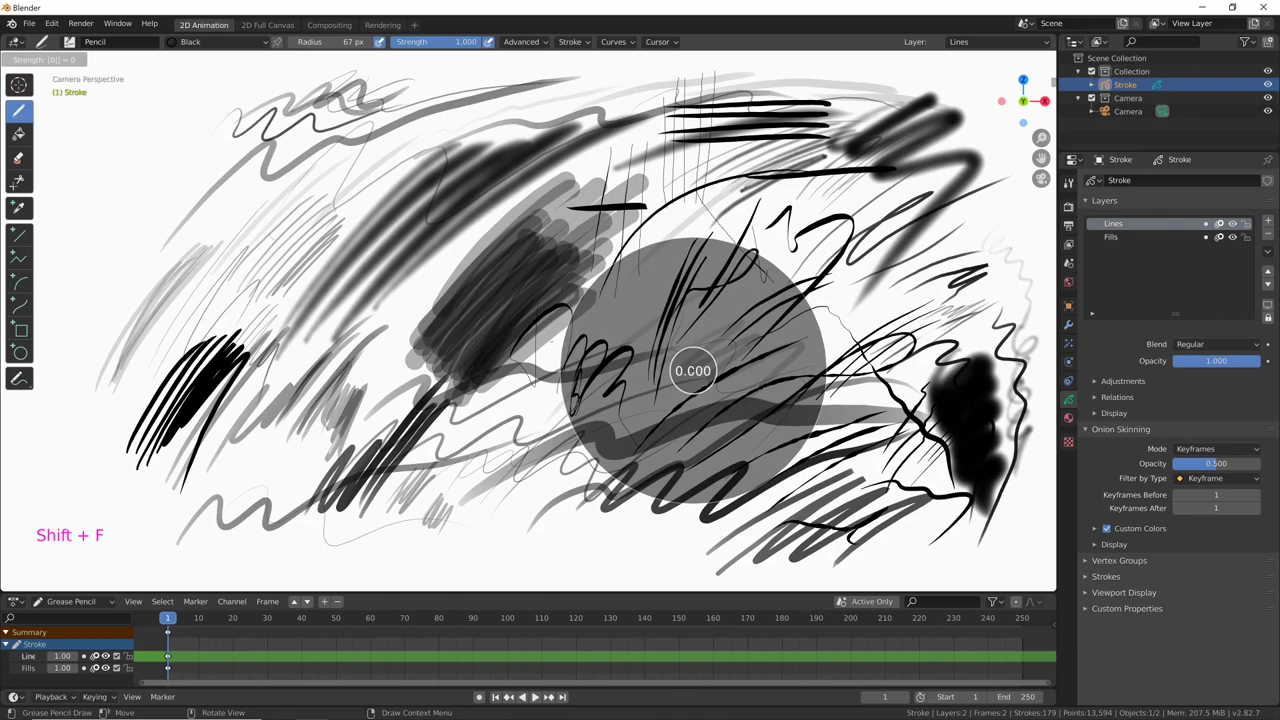 Blender
File Edit Render Window Help 2D Animation 2D Full Canvas Compositing Rendering + Scene View Layer
Pencil Black Radius 67 px Strength 1.000 Advanced Stroke Curves Cursor Layer: Lines
Strength: [0|] = 0
Camera Perspective
(1) Stroke
Z
Y
X
0.000
Shift + F
Scene Collection
Collection
Stroke
Camera
Camera
Stroke Stroke
Stroke
Layers
Lines
Fills
Blend Regular
Opacity 1.000
Adjustments
Relations
Display
Onion Skinning
Mode Keyframes
Opacity 0.500
Filter by Type Keyframe
Keyframes Before 1
Keyframes After 1
Custom Colors
Display
Vertex Groups
Strokes
Viewport Display
Custom Properties
Grease Pencil View Select Marker Channel Frame Active Only
1 10 20 30 40 50 60 70 80 90 100 110 120 130 140 150 160 170 180 190 200 210 220 230 240 250
Summary
Stroke
Line 1.00
Fills 1.00
Playback Keying View Marker 1 Start 1 End 250
Grease Pencil Draw Move Rotate View Draw Context Menu Stroke | Layers:2 | Frames:2 | Strokes:179 | Points:13,594 | Objects:1/2 | Mem: 207.5 MiB | v2.82.7